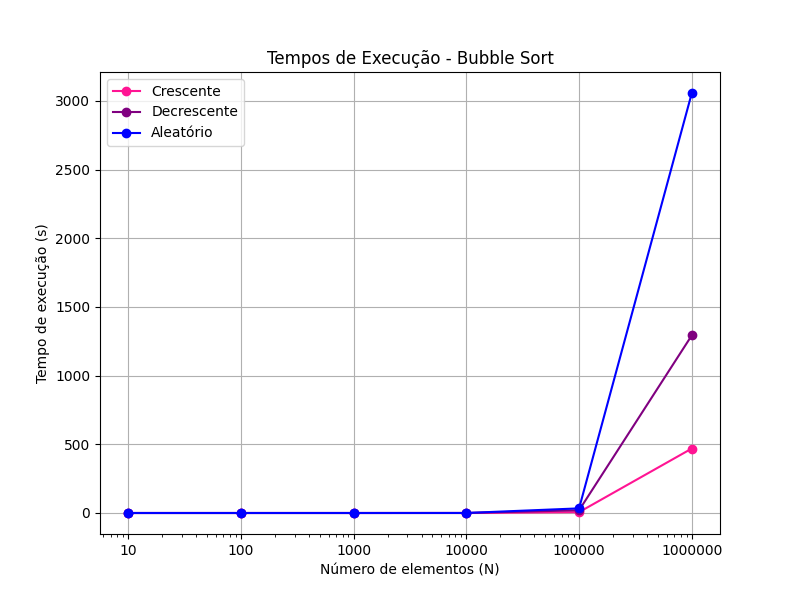 Tempos de Execução - Bubble Sort
Crescente
Decrescente
Aleatório
Tempo de execução (s)
3000
2500
2000
1500
1000
500
0
10 100 1000 10000 100000 1000000
Número de elementos (N)